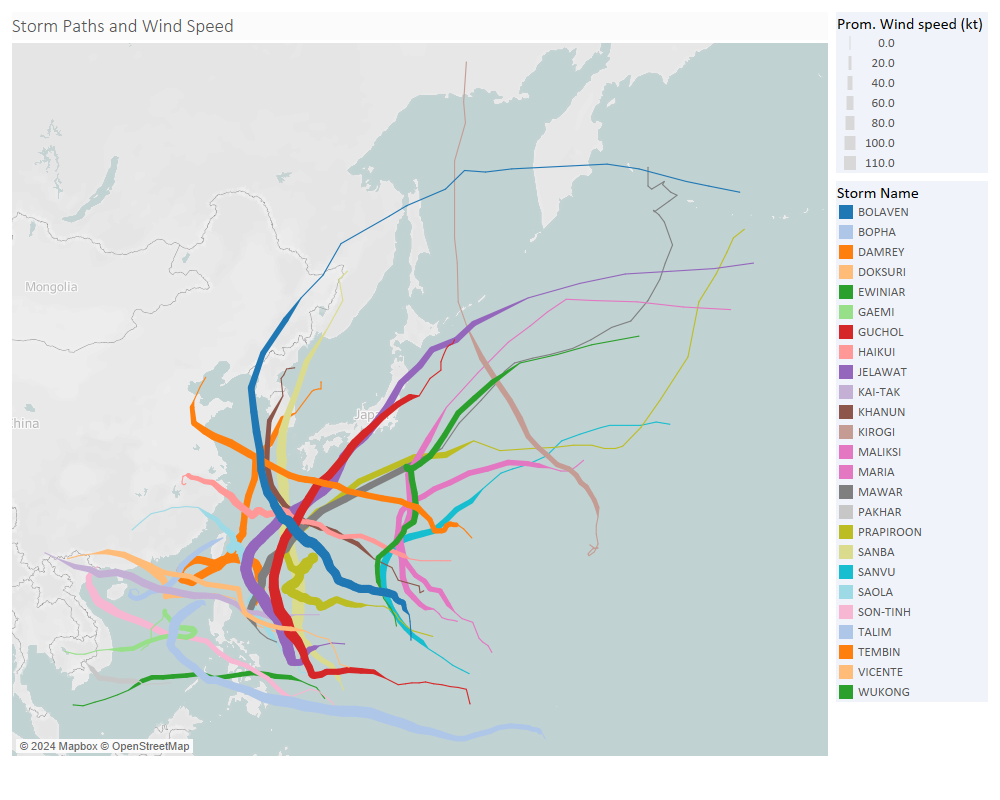 Storm Paths and Wind Speed
Mongolia
hina
Japa
© 2024 Mapbox © OpenStreetMap
Prom. Wind speed (kt)
0.0
20.0
40.0
60.0
80.0
100.0
110.0
Storm Name
BOLAVEN
BOPHA
DAMREY
DOKSURI
EWINIAR
GAEMI
GUCHOL
HAIKUI
JELAWAT
KAI-TAK
KHANUN
KIROGI
MALIKSI
MARIA
MAWAR
PAKHAR
PRAPIROON
SANBA
SANVU
SAOLA
SON-TINH
TALIM
TEMBIN
VICENTE
WUKONG